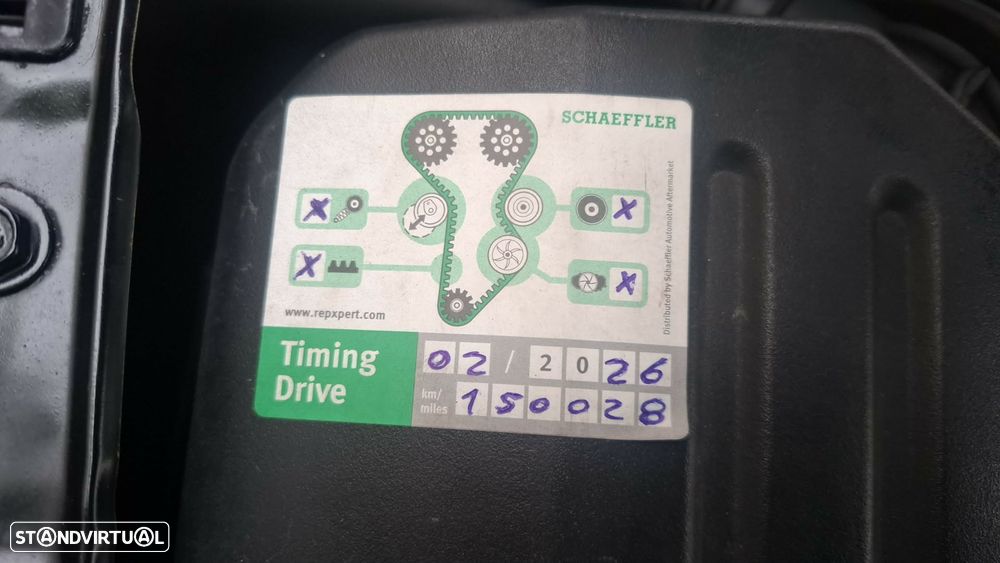 SCHAEFFLER
X
X
X
X
www.repxpert.com
Distributed by Schaeffler Automotive Aftermarket
Timing
Drive
02 / 2026
km/
miles
150028
STANDVIRTUAL